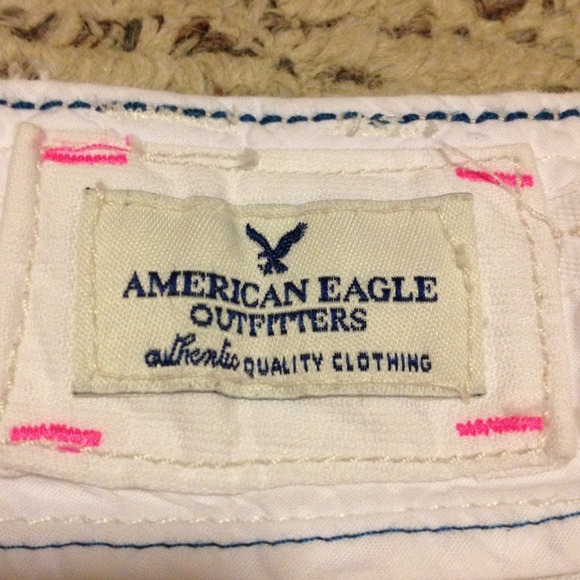 AMERICAN EAGLE
OUTFITTERS
authentic QUALITY CLOTHING